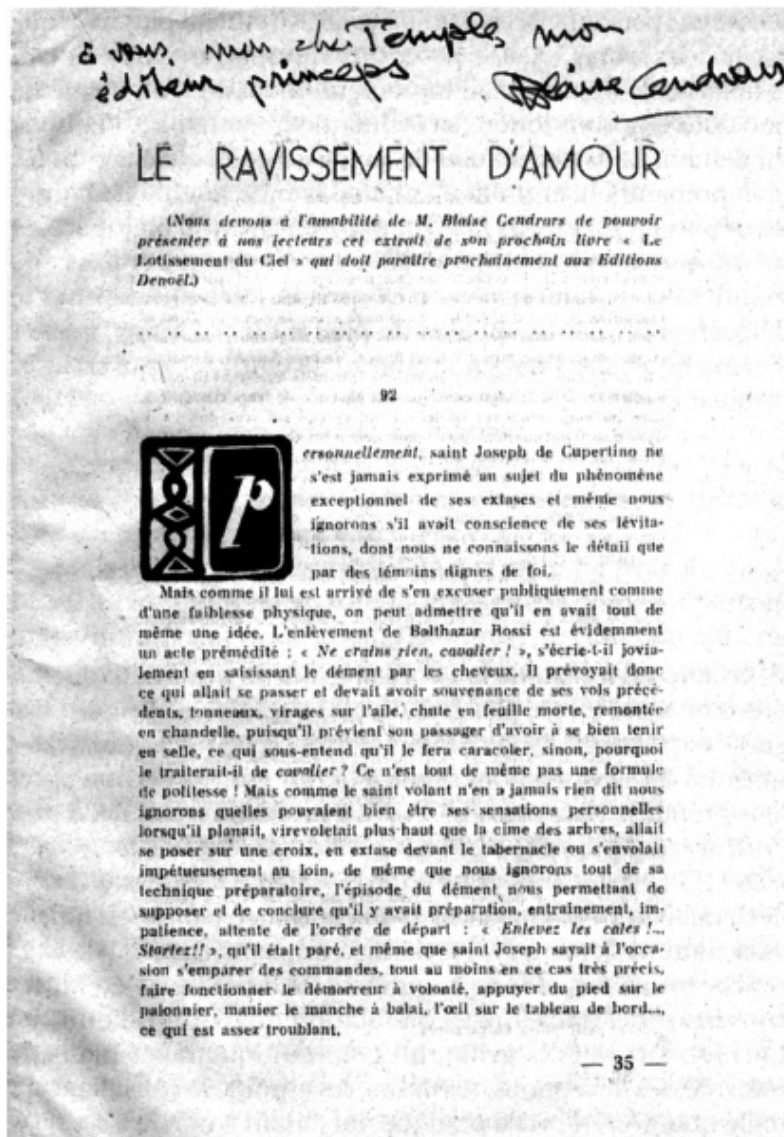 à vous, mon cher Temples mon
éditeur princeps Blaise Cendrars
LE RAVISSEMENT D'AMOUR
(Nous devons à l'amabilité de M. Blaise Cendrars de pouvoir
présenter à nos lecteurs cet extrait de son prochain livre « Le
Lotissement du Ciel » qui doit paraître prochainement aux Editions
Denoël.)
92
Personnellement, saint Joseph de Cupertino ne
s'est jamais exprimé au sujet du phénomène
exceptionnel de ses extases et même nous
ignorons s'il avait conscience de ses lévita-
tions, dont nous ne connaissons le détail que
par des témoins dignes de foi.
Mais comme il lui est arrivé de s'en excuser publiquement comme
d'une faiblesse physique, on peut admettre qu'il en avait tout de
même une idée. L'enlèvement de Balthazar Rossi est évidemment
un acte prémédité : « Ne crains rien, cavalier ! », s'écrie-t-il jovia-
lement en saisissant le dément par les cheveux. Il prévoyait donc
ce qui allait se passer et devait avoir souvenance de ses vols précé-
dents, tonneaux, virages sur l'aile, chute en feuille morte, remontée
en chandelle, puisqu'il prévient son passager d'avoir à se bien tenir
en selle, ce qui sous-entend qu'il le fera caracoler, sinon, pourquoi
le traiterait-il de cavalier ? Ce n'est tout de même pas une formule
de politesse ! Mais comme le saint volant n'en a jamais rien dit nous
ignorons quelles pouvaient bien être ses sensations personnelles
lorsqu'il planait, virevoletait plus haut que la cime des arbres, allait
se poser sur une croix, en extase devant le tabernacle ou s'envolait
impétueusement au loin, de même que nous ignorons tout de sa
technique préparatoire, l'épisode du dément nous permettant de
supposer et de conclure qu'il y avait préparation, entraînement, im-
patience, attente de l'ordre de départ : « Enlevez les cales !...
Startez!! », qu'il était paré, et même que saint Joseph savait à l'occa-
sion s'emparer des commandes, tout au moins en ce cas très précis,
faire fonctionner le démarreur à volonté, appuyer du pied sur le
palonnier, manier le manche à balai, l'œil sur le tableau de bord...
ce qui est assez troublant.
— 35 —